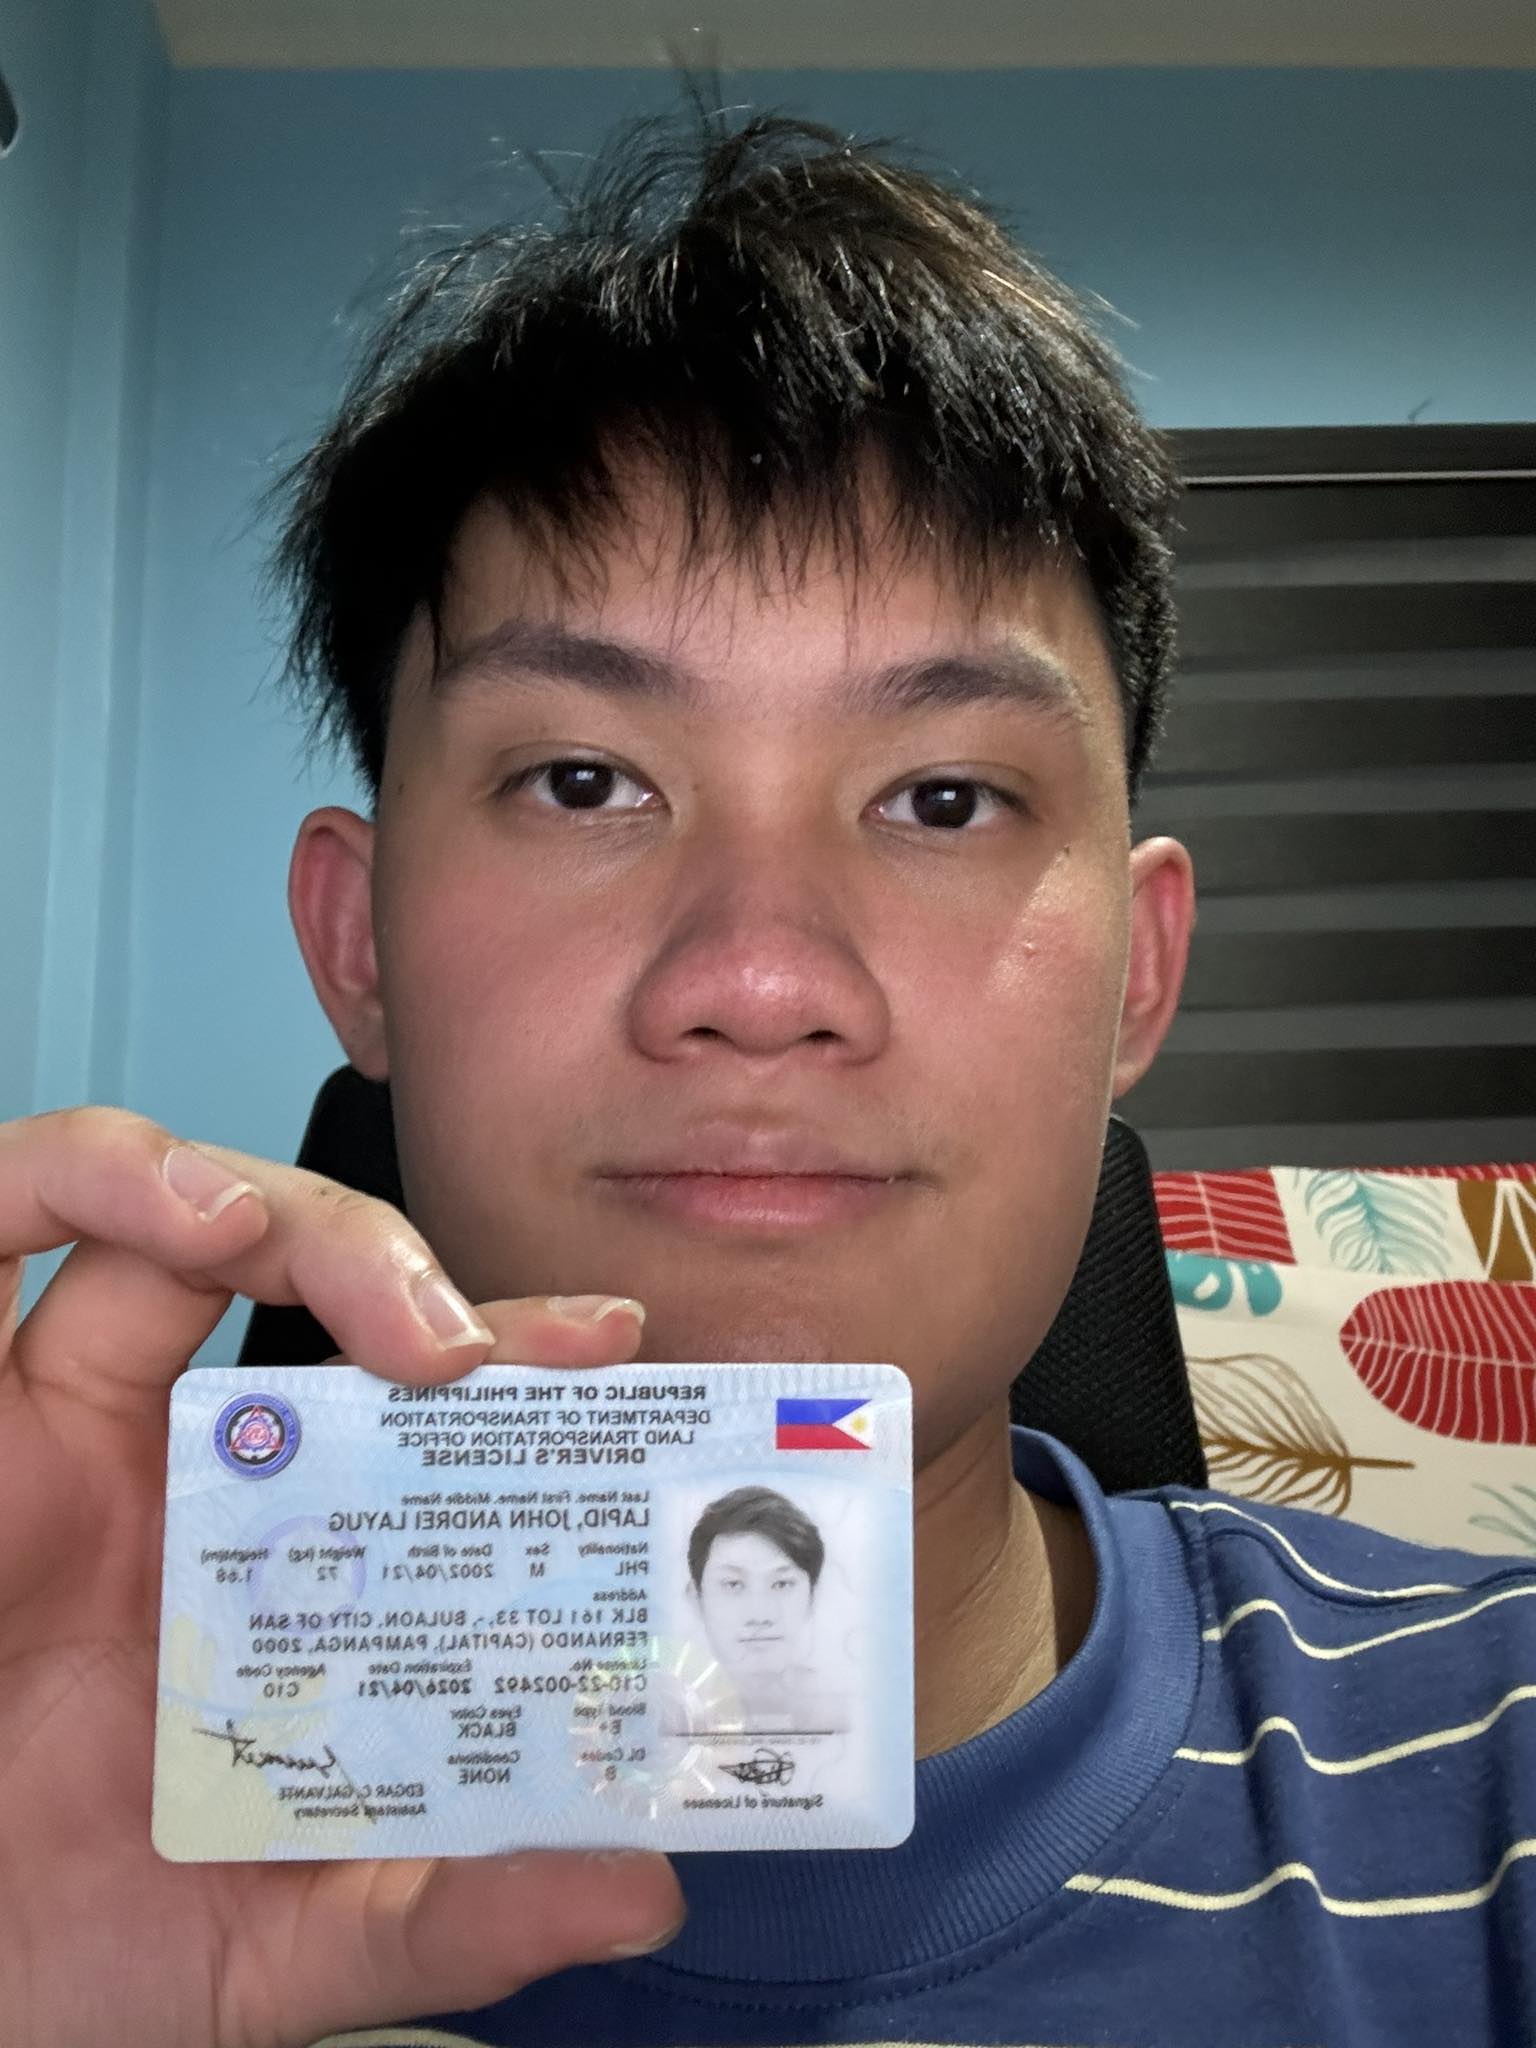 REPUBLIC OF THE PHILIPPINES
DEPARTMENT OF TRANSPORTATION
LAND TRANSPORTATION OFFICE
DRIVER'S LICENSE
Last Name, First Name, Middle Name
LAPID, JOHN ANDREI LAYUG
Nationality Sex Date of Birth Weight (kg) Height(m)
PHL M 2002/04/21 72 1.68
Address
BLK 161 LOT 33, -, BULAON, CITY OF SAN
FERNANDO (CAPITAL), PAMPANGA, 2000
License No. Expiration Date Agency Code
C10-22-002492 2026/04/21 C10
Blood Type Eyes Color
BLACK
DL Codes Conditions
B NONE
EDGAR C. GALVANTE
Assistant Secretary
Signature of Licensee